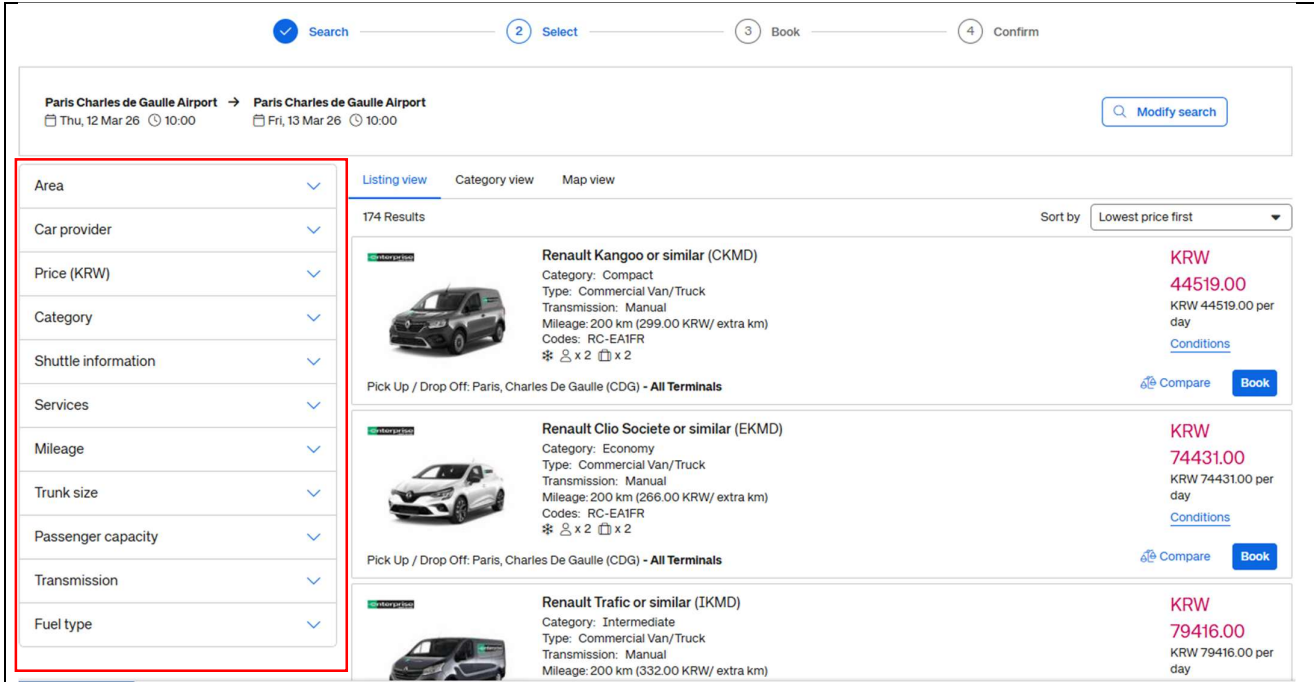 Search
2 Select
3 Book
4 Confirm
Paris Charles de Gaulle Airport → Paris Charles de Gaulle Airport
Thu, 12 Mar 26 10:00 Fri, 13 Mar 26 10:00
Modify search
Area
Car provider
Price (KRW)
Category
Shuttle information
Services
Mileage
Trunk size
Passenger capacity
Transmission
Fuel type
Listing view Category view Map view
174 Results
Sort by Lowest price first
enterprise
Renault Kangoo or similar (CKMD)
Category: Compact
Type: Commercial Van/Truck
Transmission: Manual
Mileage: 200 km (299.00 KRW/ extra km)
Codes: RC-EA1FR
x 2 x 2
Pick Up / Drop Off: Paris, Charles De Gaulle (CDG) - All Terminals
KRW
44519.00
KRW 44519.00 per
day
Conditions
Compare
Book
enterprise
Renault Clio Societe or similar (EKMD)
Category: Economy
Type: Commercial Van/Truck
Transmission: Manual
Mileage: 200 km (266.00 KRW/ extra km)
Codes: RC-EA1FR
x 2 x 2
Pick Up / Drop Off: Paris, Charles De Gaulle (CDG) - All Terminals
KRW
74431.00
KRW 74431.00 per
day
Conditions
Compare
Book
enterprise
Renault Trafic or similar (IKMD)
Category: Intermediate
Type: Commercial Van/Truck
Transmission: Manual
Mileage: 200 km (332.00 KRW/ extra km)
KRW
79416.00
KRW 79416.00 per
day